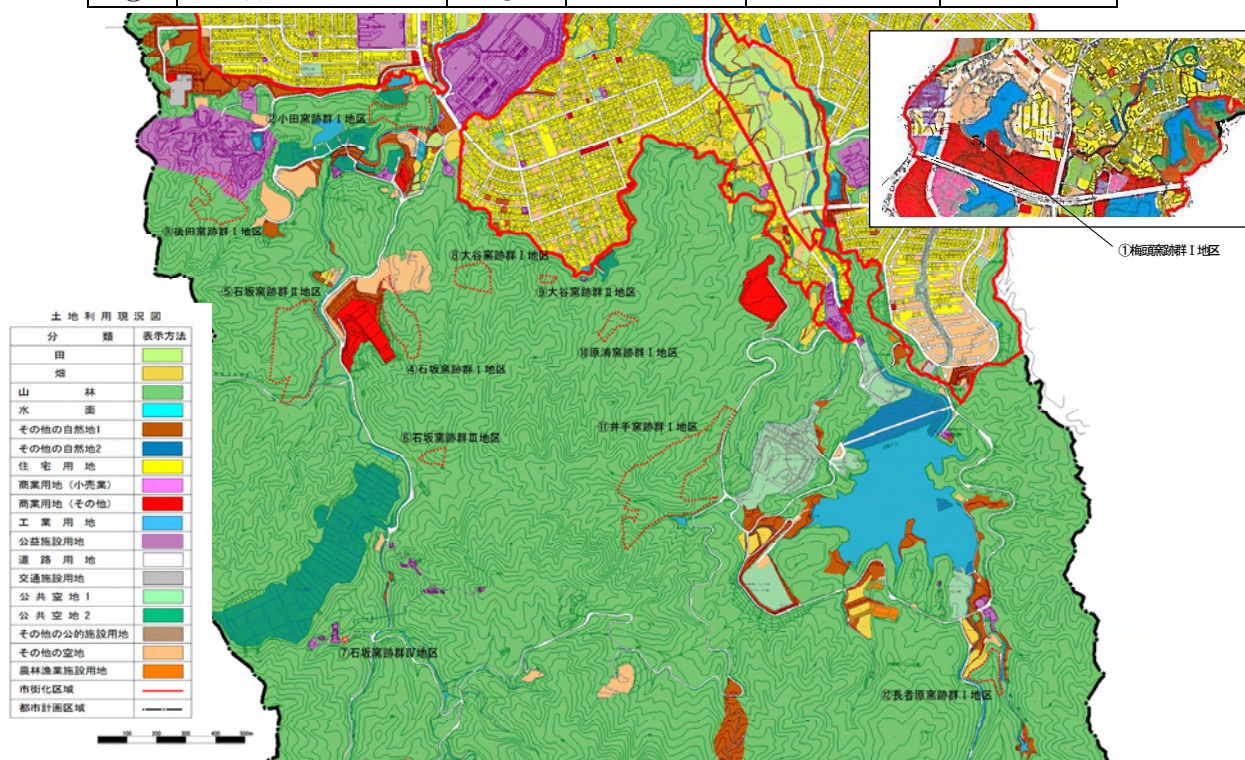 ②小田窯跡群Ⅰ地区
①梅頭窯跡群Ⅰ地区
③後田窯跡群Ⅰ地区
⑧大谷窯跡群Ⅰ地区
⑤石坂窯跡群Ⅱ地区
⑨大谷窯跡群Ⅱ地区
⑩原浦窯跡群Ⅰ地区
④石坂窯跡群Ⅰ地区
⑪井手窯跡群Ⅰ地区
⑥石坂窯跡群Ⅲ地区
⑦石坂窯跡群Ⅳ地区
⑫長者原窯跡群Ⅰ地区
土地利用現況図
分類 表示方法
田
畑
山林
水面
その他の自然地1
その他の自然地2
住宅用地
商業用地（小売業）
商業用地（その他）
工業用地
公益施設用地
道路用地
交通施設用地
公共空地1
公共空地2
その他の公的施設用地
その他の空地
農林漁業施設用地
市街化区域
都市計画区域
100 200 300 400 500m